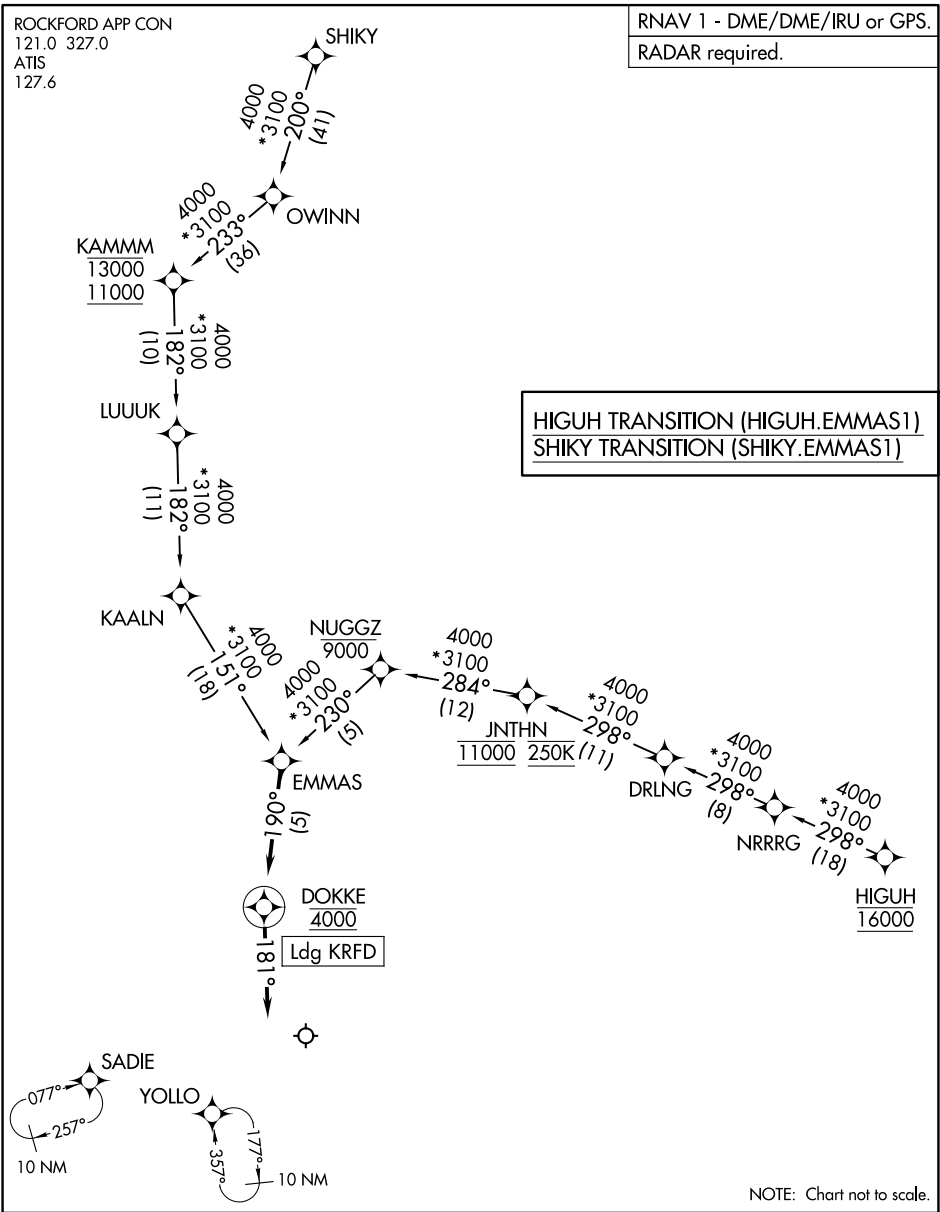 ROCKFORD APP CON
121.0 327.0
ATIS
127.6
RNAV 1 - DME/DME/IRU or GPS.
RADAR required.
SHIKY
4000
*3100
200°
(41)
OWINN
4000
*3100
233°
(36)
KAMMM
13000
11000
4000
*3100
182°
(10)
LUUUK
HIGUH TRANSITION (HIGUH.EMMAS1)
SHIKY TRANSITION (SHIKY.EMMAS1)
4000
*3100
182°
(11)
KAALN
4000
*3100
151°
(18)
NUGGZ
9000
4000
*3100
230°
(5)
4000
*3100
284°
(12)
JNTHN
11000 250K
4000
*3100
298°
(11)
DRLNG
4000
*3100
298°
(8)
NRRRG
4000
*3100
298°
(18)
HIGUH
16000
EMMAS
190°
(5)
DOKKE
4000
Ldg KRFD
181°
SADIE
077°
257°
10 NM
YOLLO
177°
357°
10 NM
NOTE: Chart not to scale.